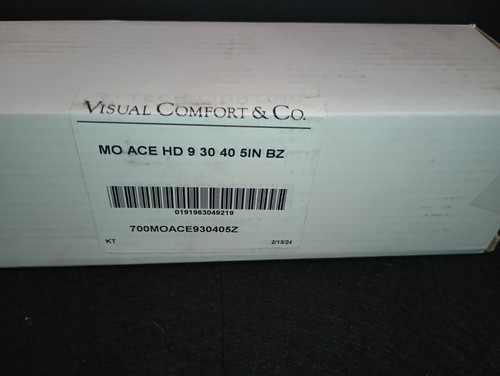 VISUAL COMFORT & CO.
MO ACE HD 9 30 40 5IN BZ
0191963049219
700MOACE930405Z
KT 2/13/24